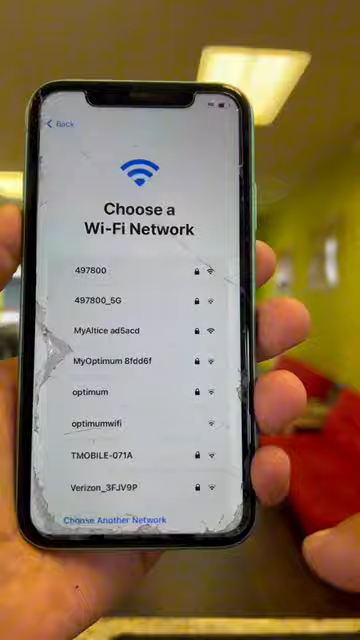 Back
Choose a
Wi-Fi Network
497800
497800_5G
MyAltice ad5acd
MyOptimum 8fdd6f
optimum
optimumwifi
TMOBILE-071A
Verizon_3FJV9P
Choose Another Network